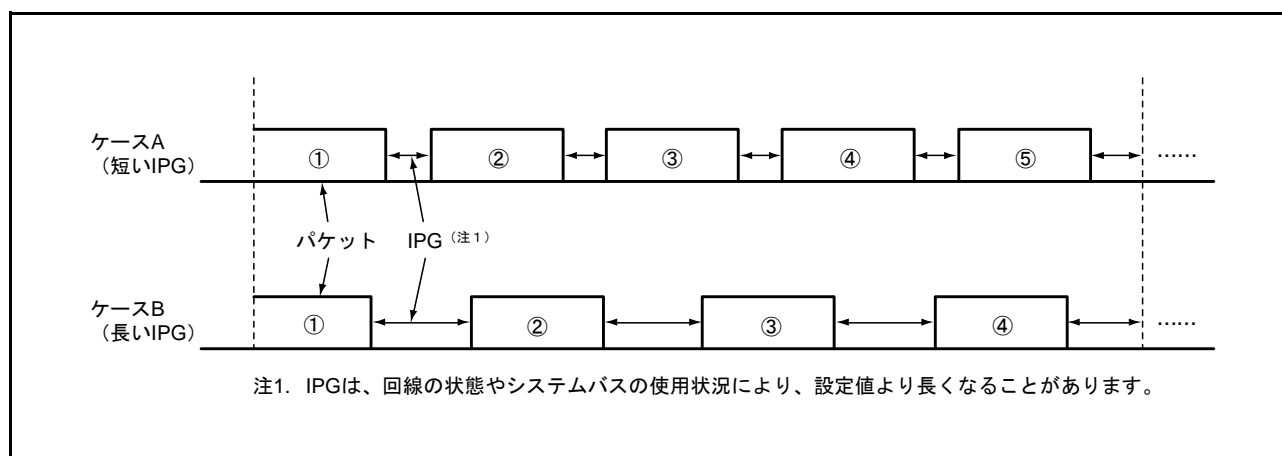 ケースA
（短いIPG）
① ② ③ ④ ⑤ ……
パケット IPG（注1）
ケースB
（長いIPG）
① ② ③ ④ ……
注1. IPGは、回線の状態やシステムバスの使用状況により、設定値より長くなることがあります。